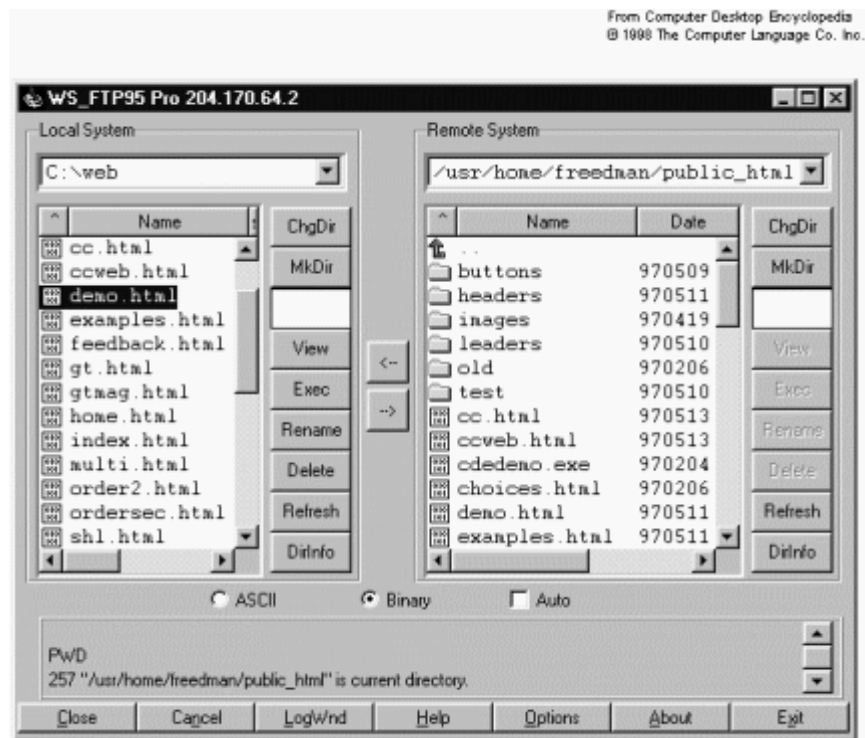 From Computer Desktop Encyclopedia
@ 1998 The Computer Language Co. Inc.
WS_FTP95 Pro 204.170.64.2
Local System
C:\web
^ Name
cc.html
ccweb.html
demo.html
examples.html
feedback.html
gt.html
gtmag.html
home.html
index.html
multi.html
order2.html
ordersec.html
shl.html
ChgDir
MkDir
View
Exec
Rename
Delete
Refresh
DirInfo
<--
-->
Remote System
/usr/home/freedman/public_html
^ Name Date
..
buttons 970509
headers 970511
images 970419
leaders 970510
old 970206
test 970510
cc.html 970513
ccweb.html 970513
cdedemo.exe 970204
choices.html 970206
demo.html 970511
examples.html 970511
ChgDir
MkDir
View
Exec
Rename
Delete
Refresh
DirInfo
ASCII Binary Auto
PWD
257 "/usr/home/freedman/public_html" is current directory.
Close Cancel LogWnd Help Options About Exit